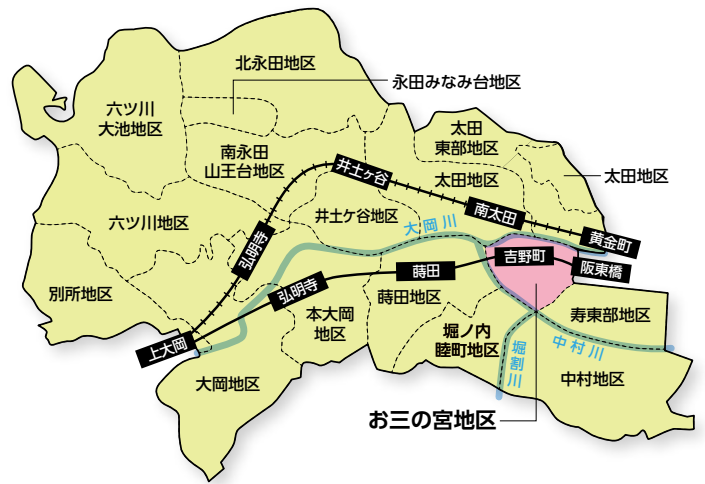 北永田地区
永田みなみ台地区
六ツ川
大池地区
太田
東部地区
南永田
山王台地区
井土ヶ谷
太田地区
太田地区
六ツ川地区
井土ケ谷地区
南太田
大岡川
黄金町
弘明寺
吉野町
阪東橋
蒔田
別所地区
弘明寺
蒔田地区
本大岡
地区
寿東部地区
堀ノ内
睦町地区
上大岡
中村川
堀割川
大岡地区
中村地区
お三の宮地区